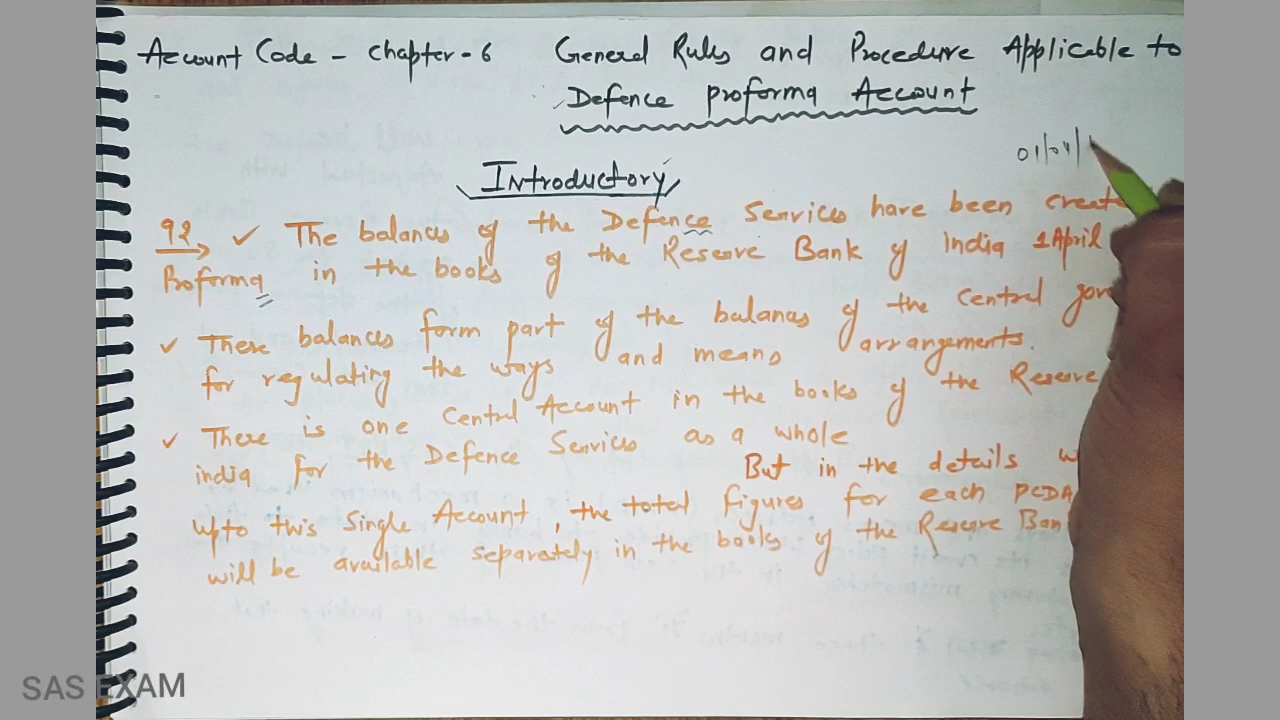 Account Code - Chapter-6 General Rules and Procedure Applicable to
Defence proforma Account
01/04/
Introductory
92 ✓ The balances of the Defence Services have been create
Proforma in the books of the Reserve Bank of India 1 April
✓ These balances form part of the balances of the Central gov
for regulating the ways and means arrangements.
✓ There is one Central Account in the books of the Reserve
india for the Defence Services as a whole
But in the details w
upto this Single Account, the total figures for each PCDA
will be available separately in the books of the Reserve Ban
SAS EXAM